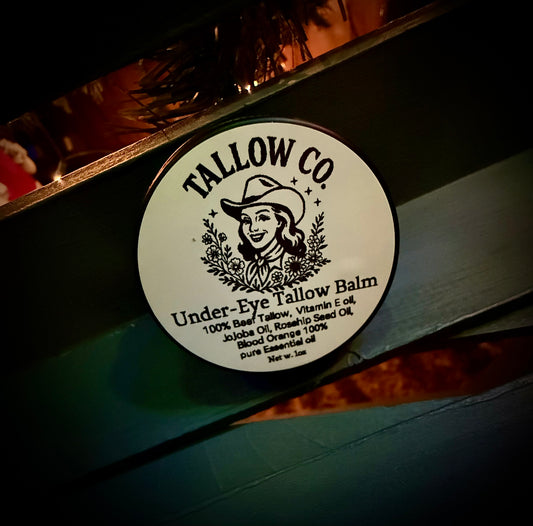 TALLOW CO.
Under-Eye Tallow Balm
100% Beef Tallow, Vitamin E oil,
Jojoba Oil, Rosehip Seed Oil,
Blood Orange 100%
pure Essential oil
Net w. 1oz